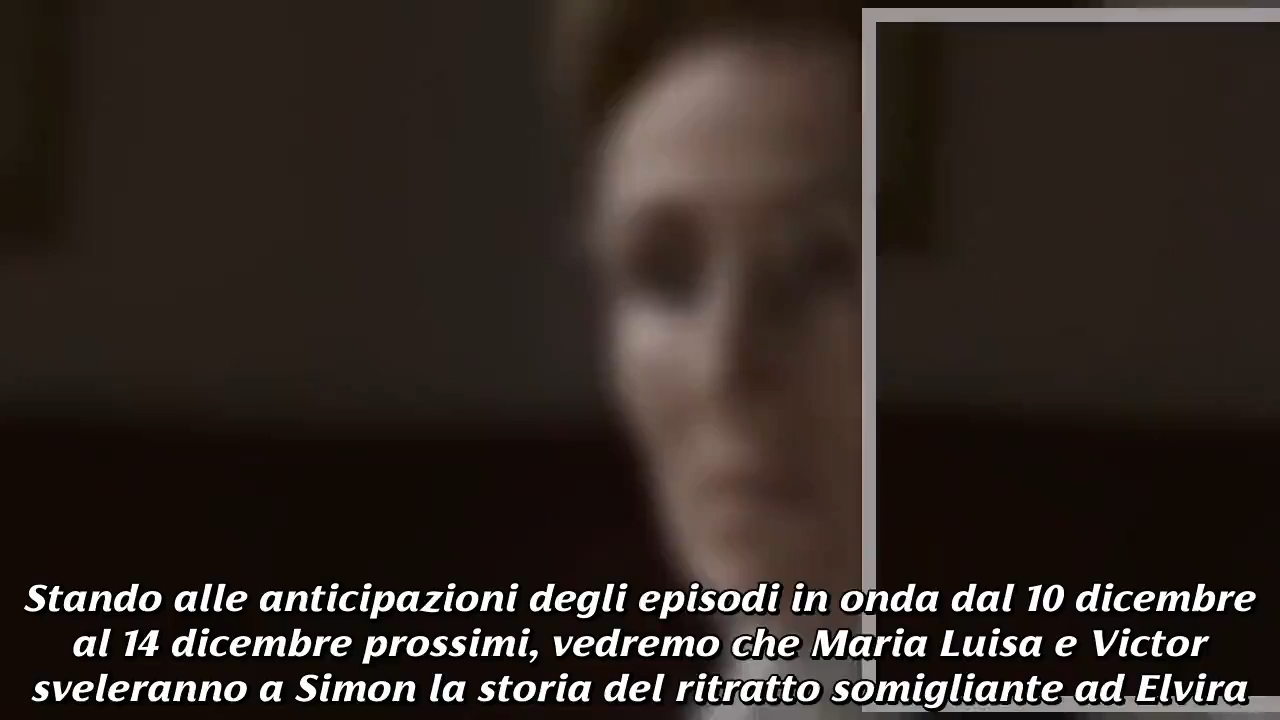 Stando alle anticipazioni degli episodi in onda dal 10 dicembre
al 14 dicembre prossimi, vedremo che Maria Luisa e Victor
sveleranno a Simon la storia del ritratto somigliante ad Elvira